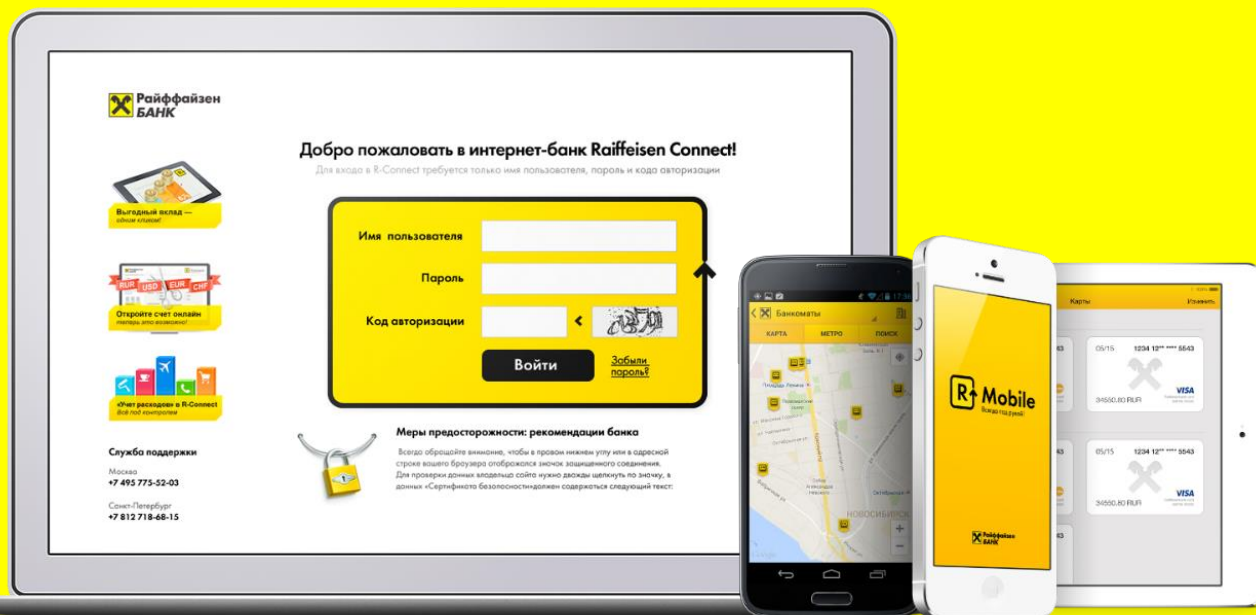 Райффайзен
БАНК
Добро пожаловать в интернет-банк Raiffeisen Connect!
Для входа в R-Connect требуется только имя пользователя, пароль и кода авторизации
Выгодный вклад —
одним кликом!
RUR USD EUR CHF
Откройте счет онлайн
теперь это возможно!
«Учет расходов» в R-Connect
Всё под контролем
Служба поддержки
Москва
+7 495 775-52-03
Санкт-Петербург
+7 812 718-68-15
Имя пользователя
Пароль
Код авторизации
Войти
Забыли
пароль?
Меры предосторожности: рекомендации банка
Всегда обращайте внимание, чтобы в правом нижнем углу или в адресной
строке вашего браузера отображался значок защищенного соединения.
Для проверки данных владельца сайта нужно дважды щелкнуть по значку, в
данных «Сертификата безопасности»должен содержаться следующий текст:
17:36
Банкоматы
КАРТА МЕТРО ПОИСК
НОВОСИБИРСК
R Mobile
Всегда под рукой!
Райффайзен
БАНК
Карты
Изменить
05/15 1234 12** **** 5543
VISA
34550.80 RUR
05/15 1234 12** **** 5543
VISA
34550.80 RUR